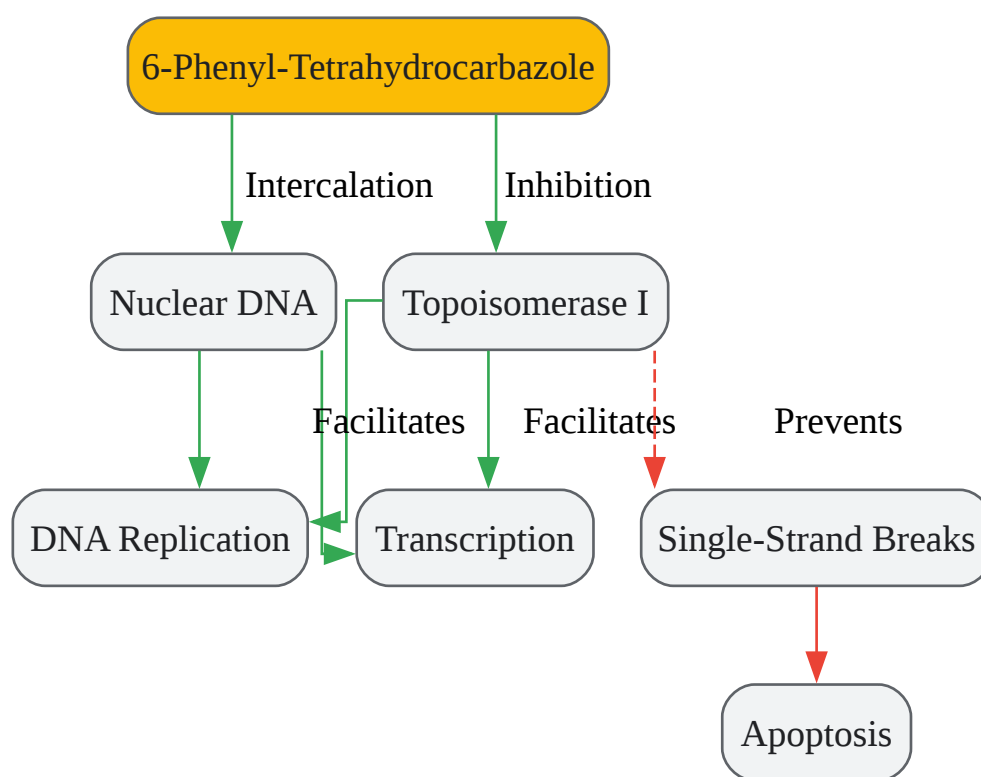 6-Phenyl-Tetrahydrocarbazole
Intercalation
Inhibition
Nuclear DNA
Topoisomerase I
Facilitates
Facilitates
Prevents
DNA Replication
Transcription
Single-Strand Breaks
Apoptosis